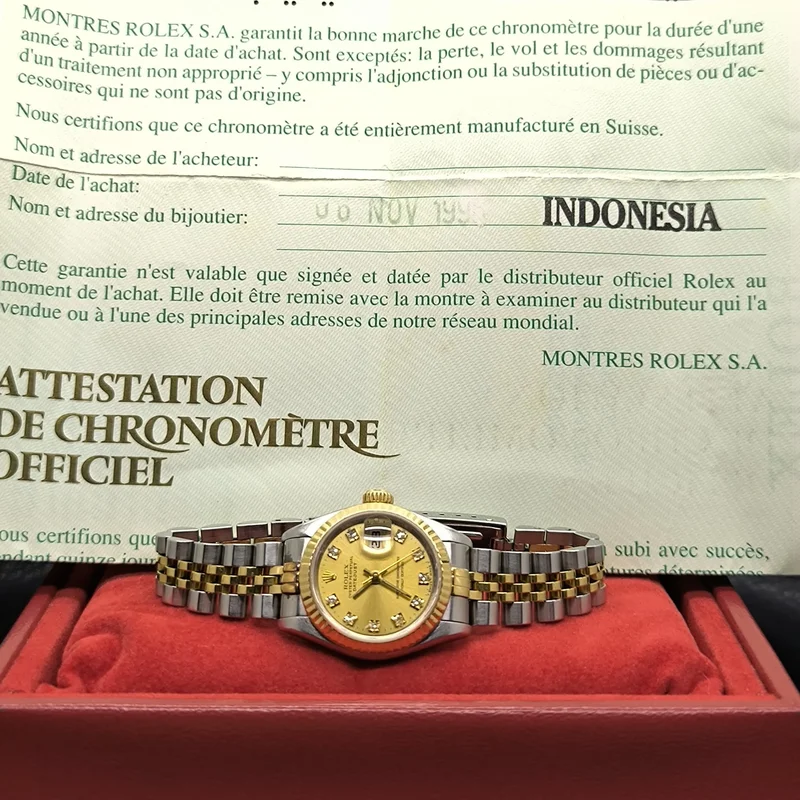 MONTRES ROLEX S.A. garantit la bonne marche de ce chronomètre pour la durée d'une
année à partir de la date d'achat. Sont exceptés: la perte, le vol et les dommages résultant
d'un traitement non approprié – y compris l'adjonction ou la substitution de pièces ou d'ac-
cessoires qui ne sont pas d'origine.
Nous certifions que ce chronomètre a été entièrement manufacturé en Suisse.
Nom et adresse de l'acheteur:
Date de l'achat:
Nom et adresse du bijoutier:
NOV
INDONESIA
Cette garantie n'est valable que signée et datée par le distributeur officiel Rolex au
moment de l'achat. Elle doit être remise avec la montre à examiner au distributeur qui l'a
vendue ou à l'une des principales adresses de notre réseau mondial.
MONTRES ROLEX S.A.
ATTESTATION
DE CHRONOMÈTRE
OFFICIEL
ous certifions qu
subi avec succès,
ndant quinze jour
ROLEX